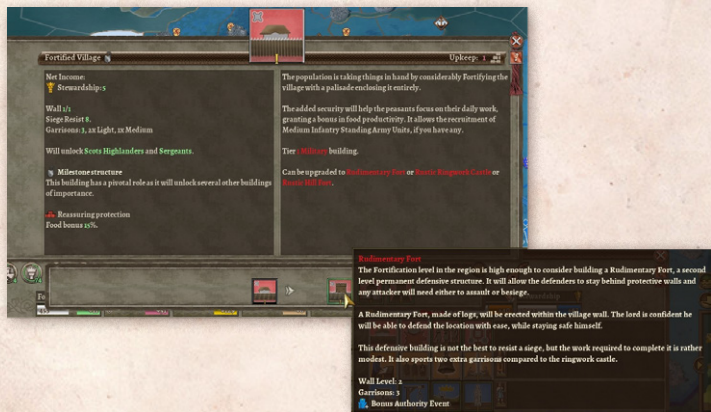 Fortified Village
Upkeep: 1
Net Income:
Stewardship: 5
Wall 1/1
Siege Resist 8.
Garrisons: 3, 2x Light, 1x Medium
Will unlock Scots Highlanders and Sergeants.
Milestone structure
This building has a pivotal role as it will unlock several other buildings
of importance.
Reassuring protection
Food bonus 15%.
The population is taking things in hand by considerably Fortifying the
village with a palisade enclosing it entirely.
The added security will help the peasants focus on their daily work,
granting a bonus in food productivity. It allows the recruitment of
Medium Infantry Standing Army Units, if you have any.
Tier 1 Military building.
Can be upgraded to Rudimentary Fort or Rustic Ringwork Castle or
Rustic Hill Fort.
Fo
Rudimentary Fort
The Fortification level in the region is high enough to consider building a Rudimentary Fort, a second
level permanent defensive structure. It will allow the defenders to stay behind protective walls and
any attacker will need either to assault or besiege.
A Rudimentary Fort, made of logs, will be erected within the village wall. The lord is confident he
will be able to defend the location with ease, while staying safe himself.
This defensive building is not the best to resist a siege, but the work required to complete it is rather
modest. It also sports two extra garrisons compared to the ringwork castle.
Wall Level: 2
Garrisons: 3
Bonus Authority Event